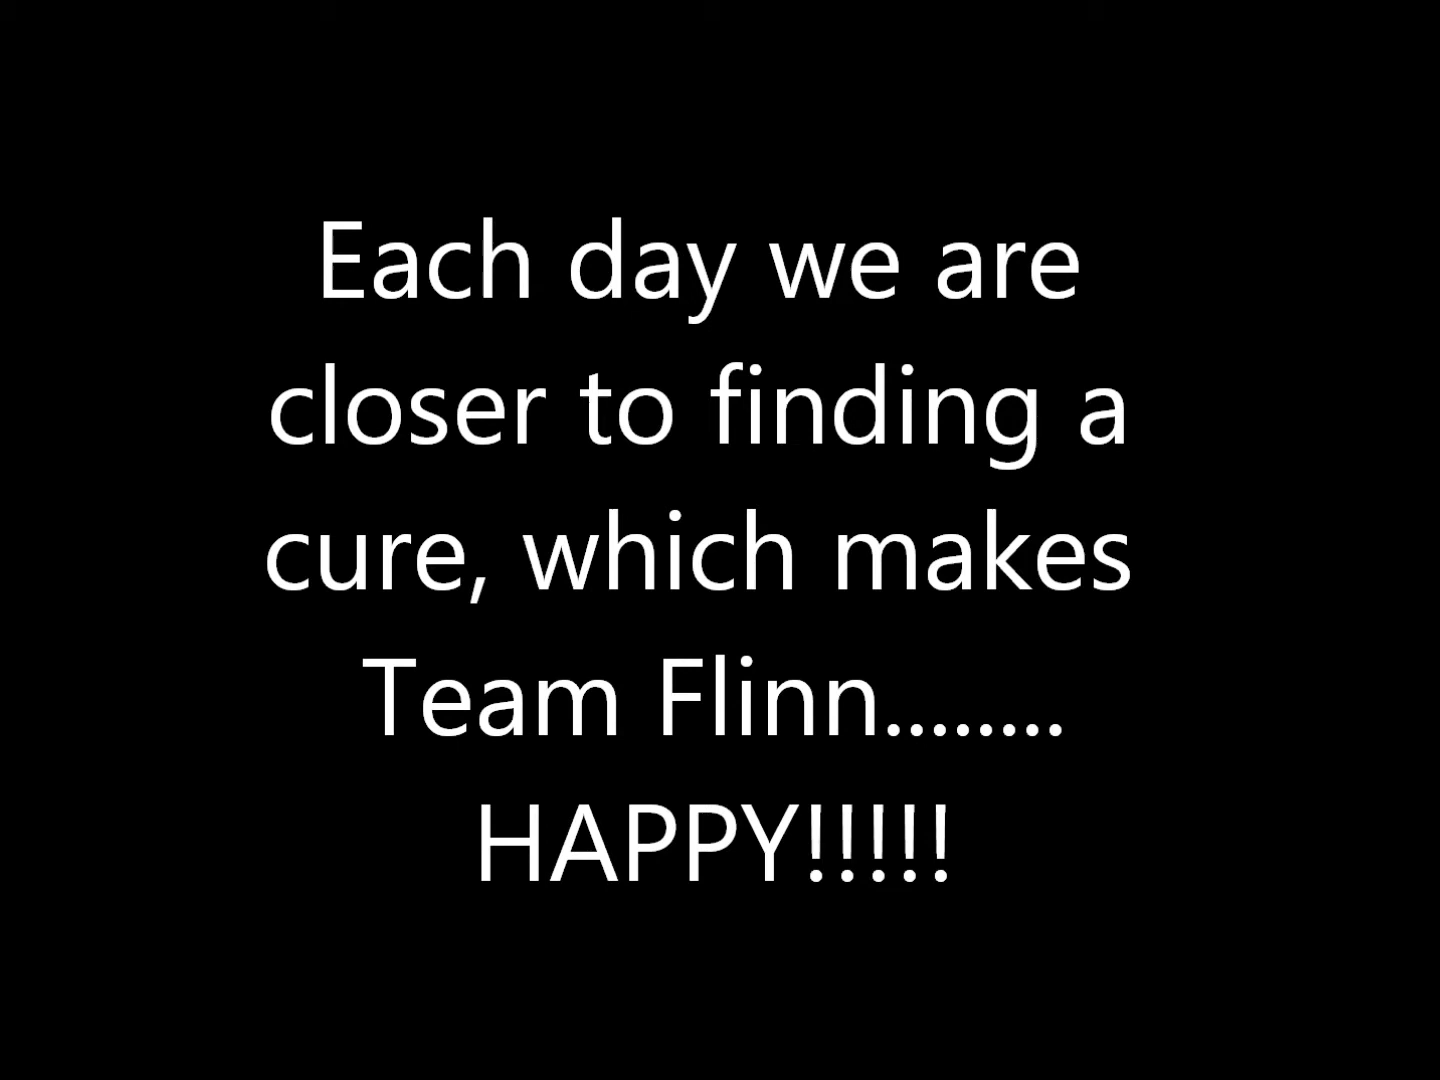 Each day we are
closer to finding a
cure, which makes
Team Flinn........
HAPPY!!!!!